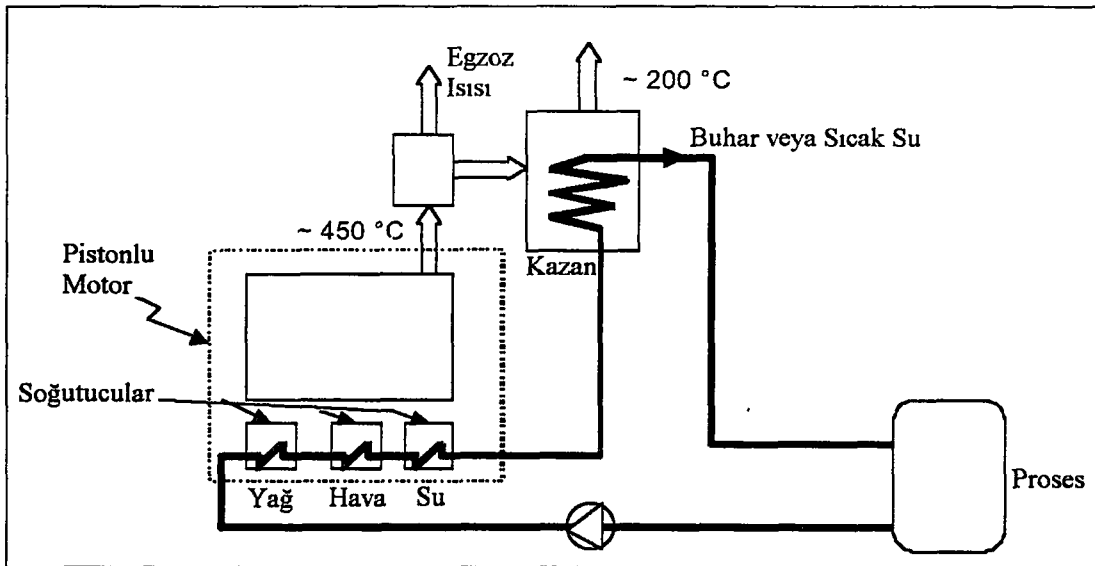 Egzoz
Isısı
~ 200 °C
Buhar veya Sıcak Su
~ 450 °C
Pistonlu
Motor
Kazan
Soğutucular
Yağ
Hava
Su
Proses